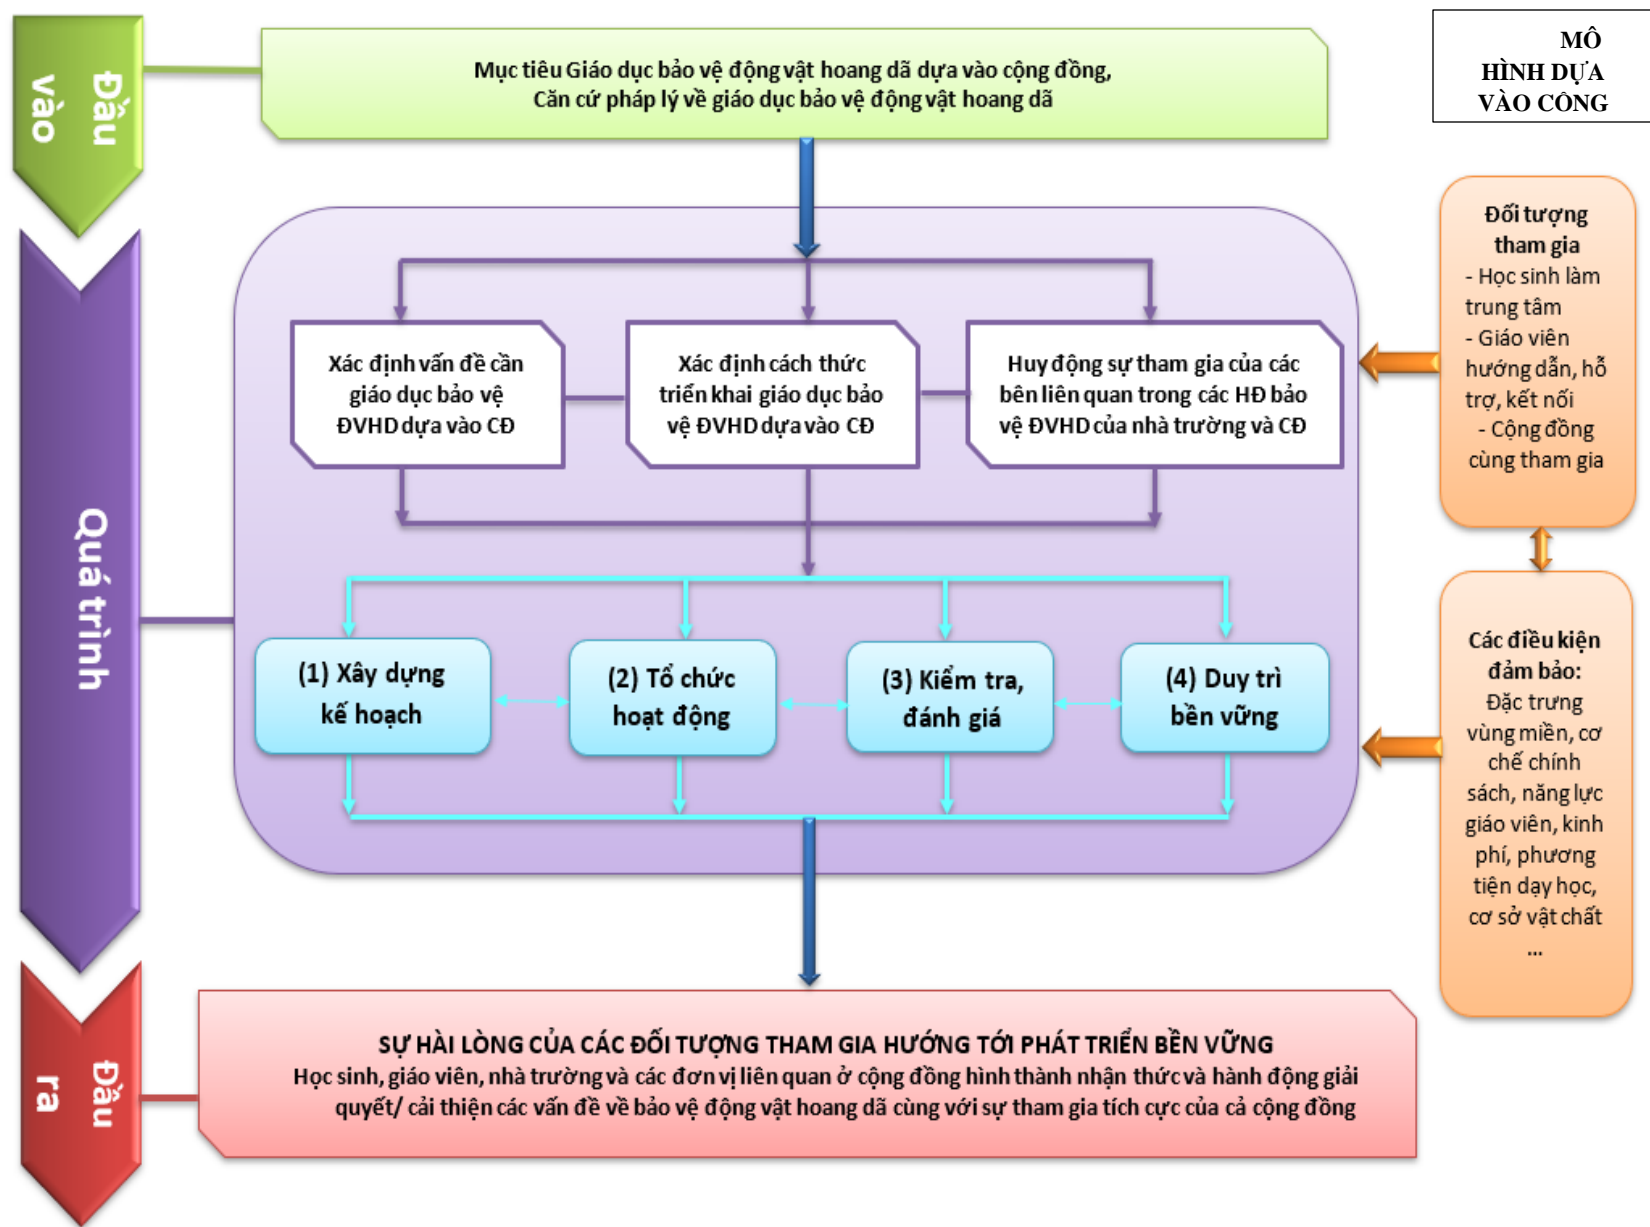 Đầu
vào
Mục tiêu Giáo dục bảo vệ động vật hoang dã dựa vào cộng đồng,
Căn cứ pháp lý về giáo dục bảo vệ động vật hoang dã
MÔ
HÌNH DỰA
VÀO CỘNG
Quá trình
Xác định vấn đề cần
giáo dục bảo vệ
ĐVHD dựa vào CĐ
Xác định cách thức
triển khai giáo dục bảo
vệ ĐVHD dựa vào CĐ
Huy động sự tham gia của các
bên liên quan trong các HĐ bảo
vệ ĐVHD của nhà trường và CĐ
Đối tượng
tham gia
- Học sinh làm
trung tâm
- Giáo viên
hướng dẫn, hỗ
trợ, kết nối
- Cộng đồng
cùng tham gia
(1) Xây dựng
kế hoạch
(2) Tổ chức
hoạt động
(3) Kiểm tra,
đánh giá
(4) Duy trì
bền vững
Các điều kiện
đảm bảo:
Đặc trưng
vùng miền, cơ
chế chính
sách, năng lực
giáo viên, kinh
phí, phương
tiện dạy học,
cơ sở vật chất
...
Đầu
ra
SỰ HÀI LÒNG CỦA CÁC ĐỐI TƯỢNG THAM GIA HƯỚNG TỚI PHÁT TRIỂN BỀN VỮNG
Học sinh, giáo viên, nhà trường và các đơn vị liên quan ở cộng đồng hình thành nhận thức và hành động giải
quyết/ cải thiện các vấn đề về bảo vệ động vật hoang dã cùng với sự tham gia tích cực của cả cộng đồng